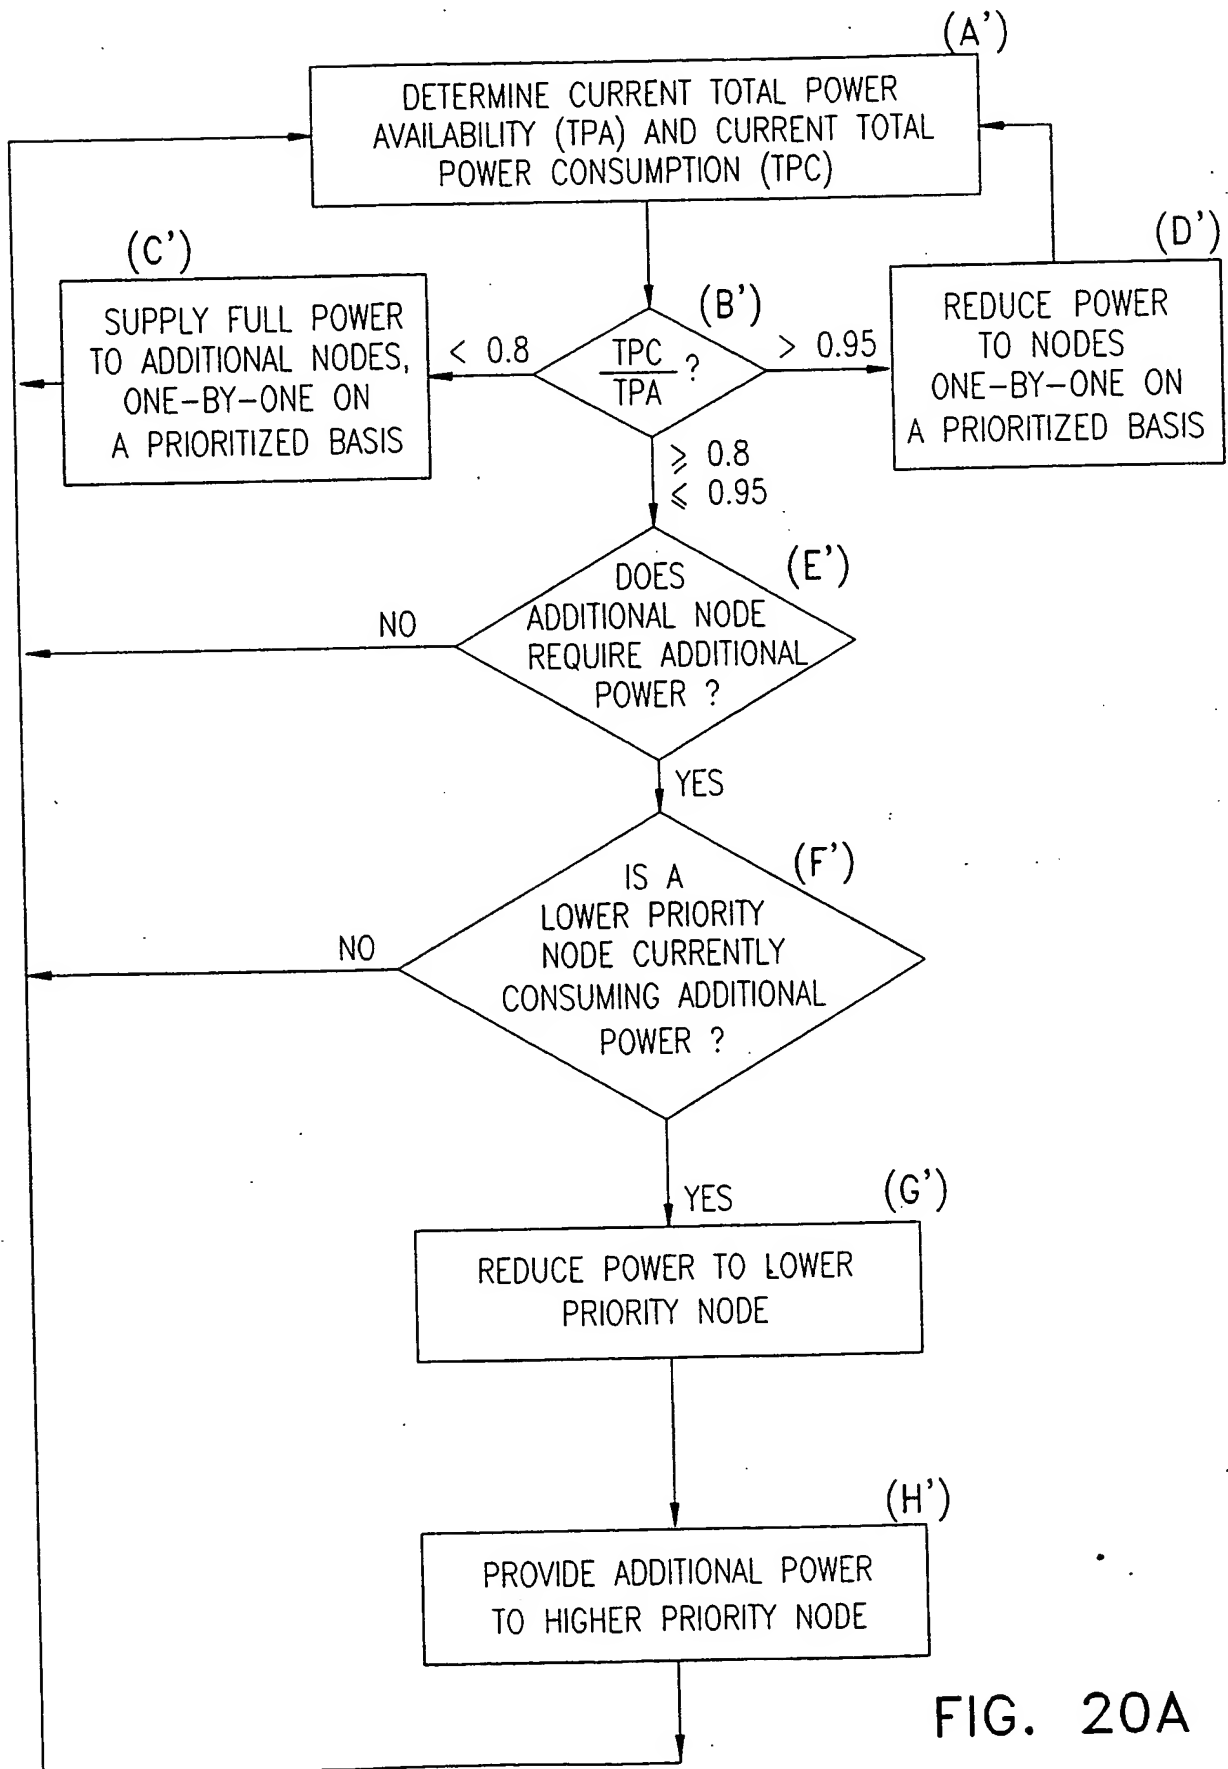 (A')
DETERMINE CURRENT TOTAL POWER
AVAILABILITY (TPA) AND CURRENT TOTAL
POWER CONSUMPTION (TPC)
(C')
SUPPLY FULL POWER
TO ADDITIONAL NODES,
ONE-BY-ONE ON
A PRIORITIZED BASIS
< 0.8
(B')
TPC
TPA
?
> 0.95
(D')
REDUCE POWER
TO NODES
ONE-BY-ONE ON
A PRIORITIZED BASIS
⩾ 0.8
⩽ 0.95
(E')
DOES
ADDITIONAL NODE
REQUIRE ADDITIONAL
POWER ?
NO
YES
(F')
IS A
LOWER PRIORITY
NODE CURRENTLY
CONSUMING ADDITIONAL
POWER ?
NO
YES
(G')
REDUCE POWER TO LOWER
PRIORITY NODE
(H')
PROVIDE ADDITIONAL POWER
TO HIGHER PRIORITY NODE
FIG. 20A